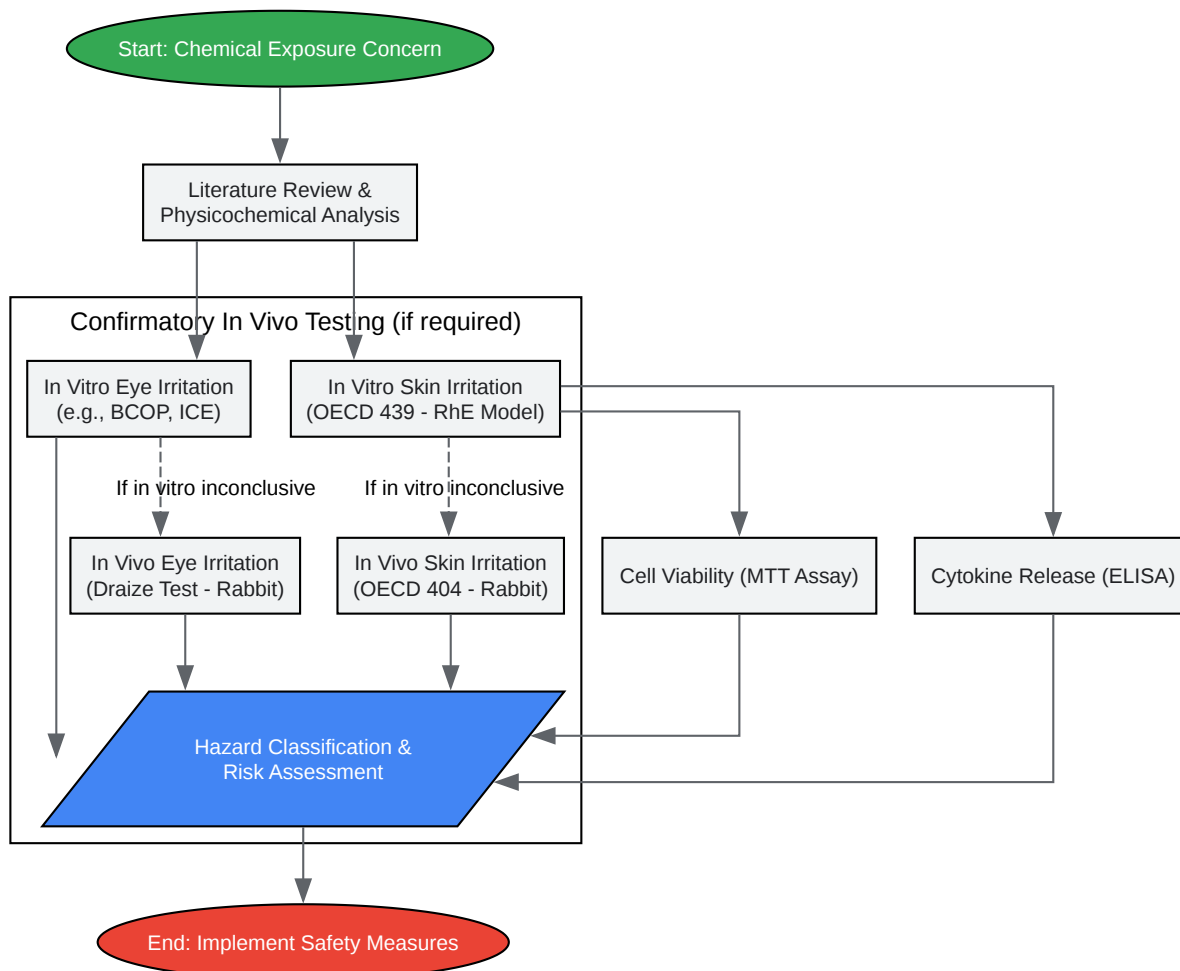 Start: Chemical Exposure Concern
Literature Review &
Physicochemical Analysis
Confirmatory In Vivo Testing (if required)
In Vitro Eye Irritation
(e.g., BCOP, ICE)
In Vitro Skin Irritation
(OECD 439 - RhE Model)
If in vitro inconclusive
If in vitro inconclusive
In Vivo Eye Irritation
(Draize Test - Rabbit)
In Vivo Skin Irritation
(OECD 404 - Rabbit)
Cell Viability (MTT Assay)
Cytokine Release (ELISA)
Hazard Classification &
Risk Assessment
End: Implement Safety Measures